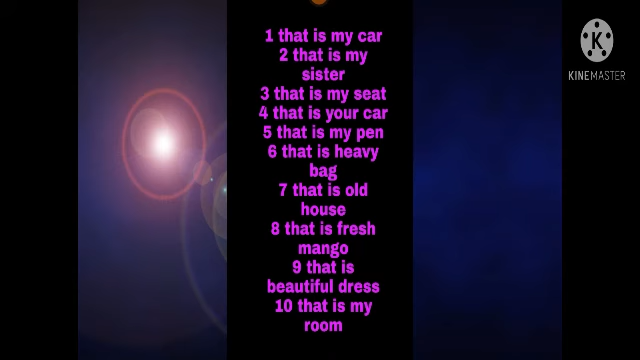 1 that is my car
2 that is my
sister
3 that is my seat
4 that is your car
5 that is my pen
6 that is heavy
bag
7 that is old
house
8 that is fresh
mango
9 that is
beautiful dress
10 that is my
room
K
KINEMASTER